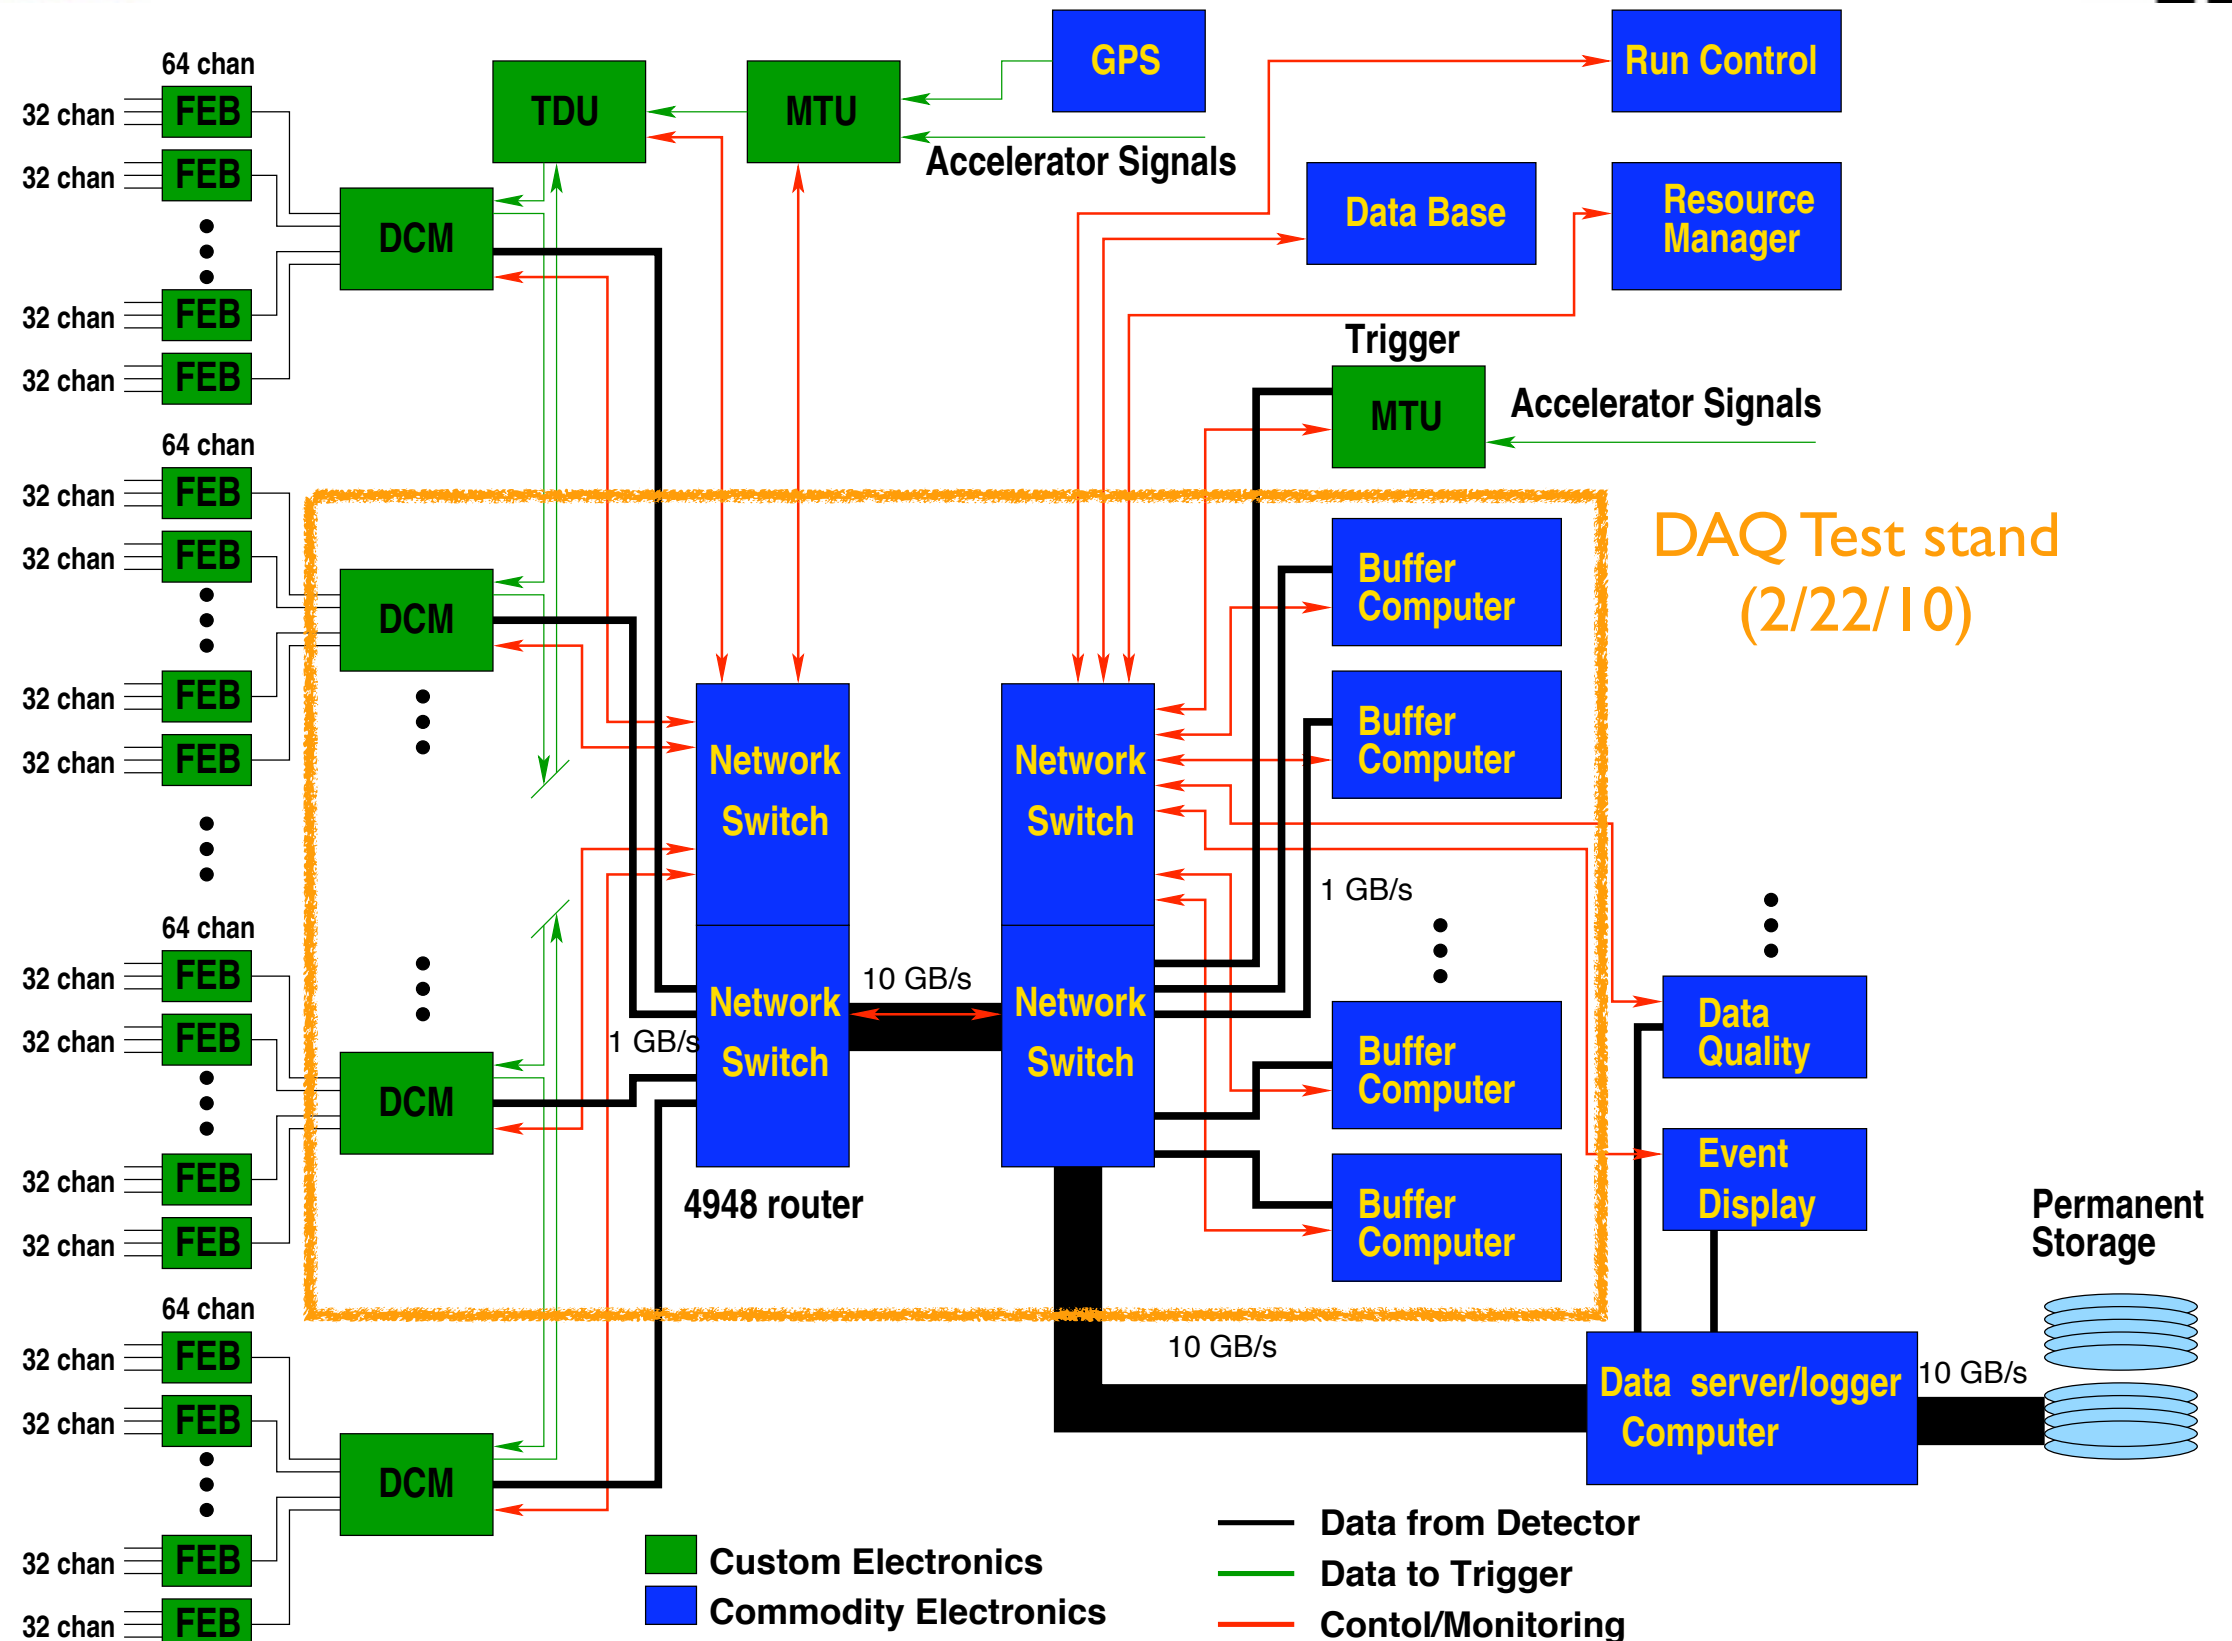 64 chan
32 chan
FEB
32 chan
FEB
32 chan
FEB
32 chan
FEB
DCM
TDU
MTU
GPS
Accelerator Signals
Run Control
Data Base
Resource
Manager
Trigger
MTU
Accelerator Signals
64 chan
32 chan
FEB
32 chan
FEB
32 chan
FEB
32 chan
FEB
DCM
DAQ Test stand
(2/22/10)
Buffer
Computer
Buffer
Computer
Network
Switch
Network
Switch
1 GB/s
64 chan
32 chan
FEB
32 chan
FEB
32 chan
FEB
32 chan
FEB
DCM
1 GB/s
Network
Switch
10 GB/s
Network
Switch
4948 router
Buffer
Computer
Buffer
Computer
Data
Quality
Event
Display
Permanent
Storage
64 chan
32 chan
FEB
32 chan
FEB
32 chan
FEB
32 chan
FEB
DCM
10 GB/s
Data server/logger
Computer
10 GB/s
Custom Electronics
Commodity Electronics
Data from Detector
Data to Trigger
Contol/Monitoring